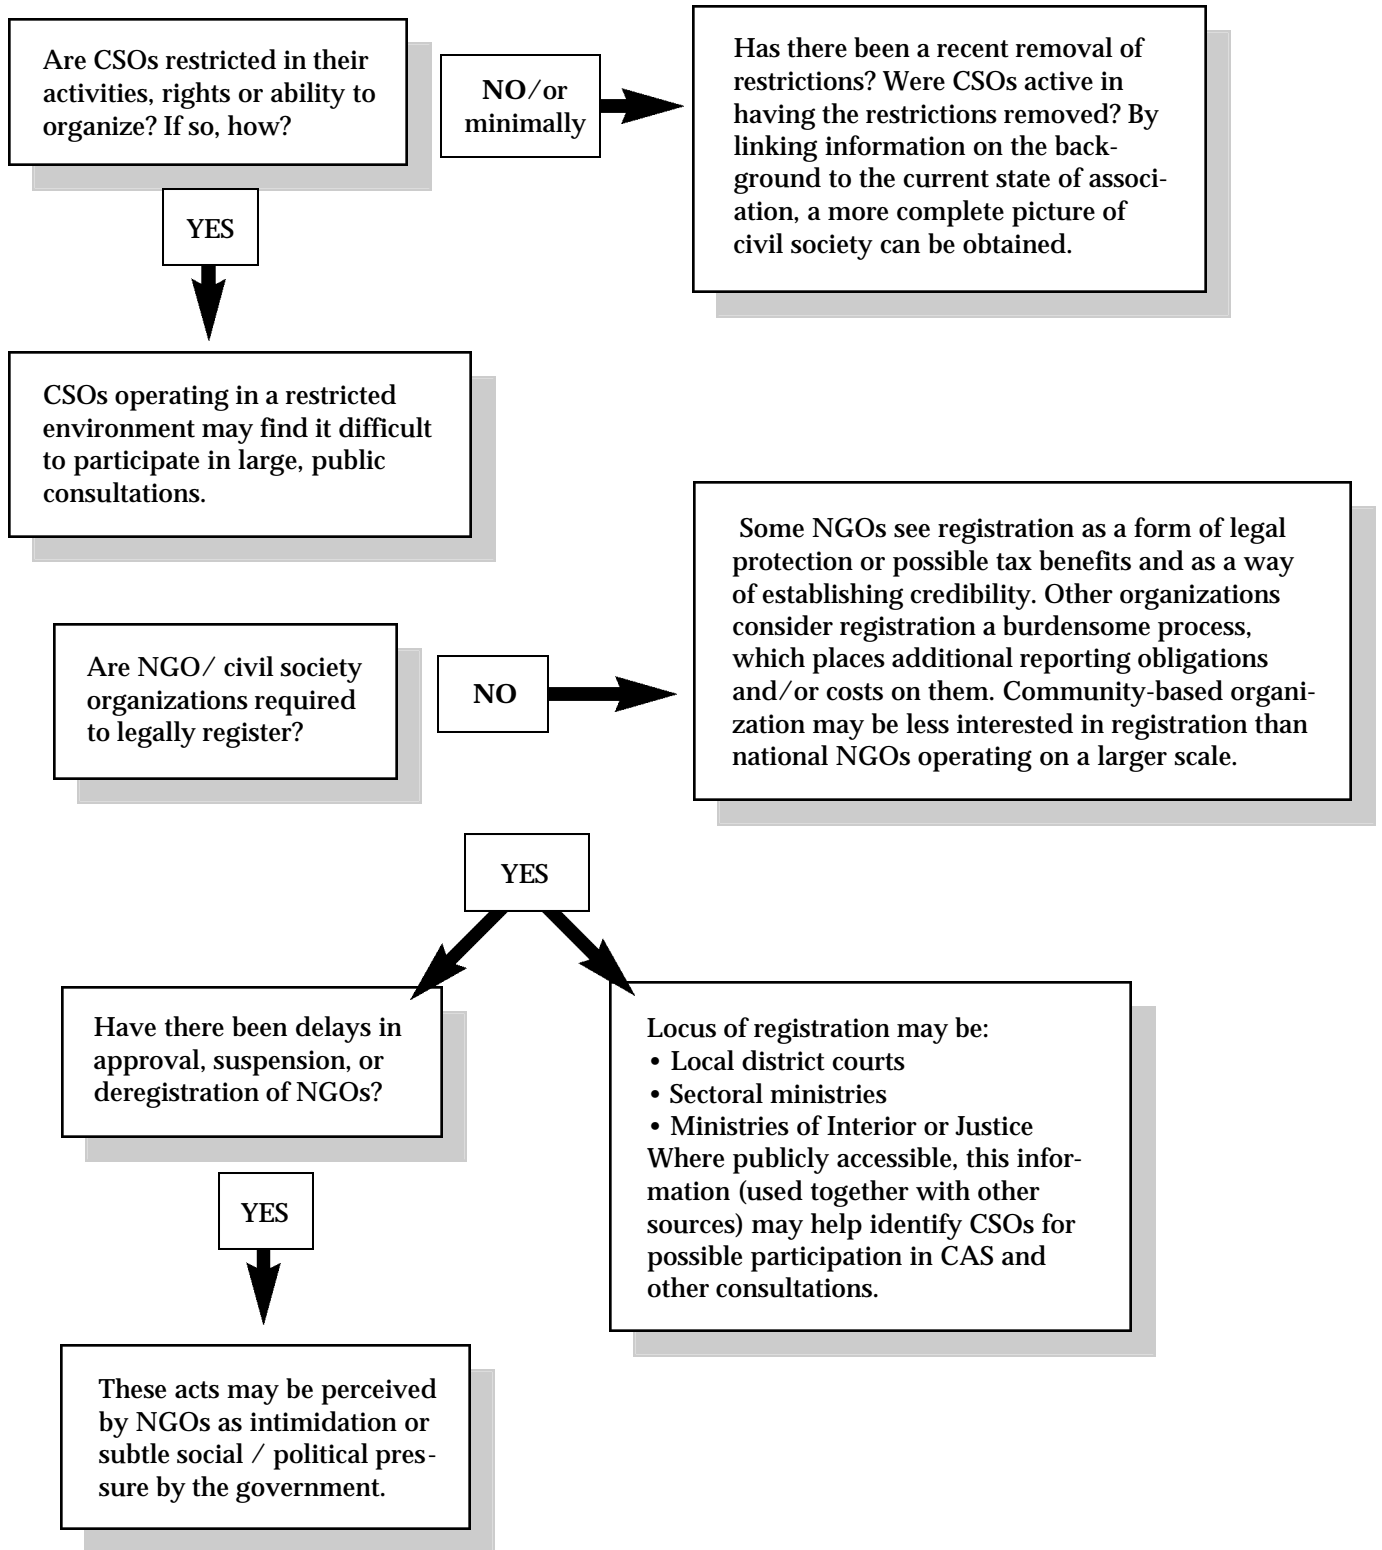 Are CSOs restricted in their
activities, rights or ability to
organize? If so, how?
NO/or
minimally
Has there been a recent removal of
restrictions? Were CSOs active in
having the restrictions removed? By
linking information on the back-
ground to the current state of associ-
ation, a more complete picture of
civil society can be obtained.
YES
CSOs operating in a restricted
environment may find it difficult
to participate in large, public
consultations.
Some NGOs see registration as a form of legal
protection or possible tax benefits and as a way
of establishing credibility. Other organizations
consider registration a burdensome process,
which places additional reporting obligations
and/or costs on them. Community-based organi-
zation may be less interested in registration than
national NGOs operating on a larger scale.
Are NGO/ civil society
organizations required
to legally register?
NO
YES
Have there been delays in
approval, suspension, or
deregistration of NGOs?
Locus of registration may be:
• Local district courts
• Sectoral ministries
• Ministries of Interior or Justice
Where publicly accessible, this infor-
mation (used together with other
sources) may help identify CSOs for
possible participation in CAS and
other consultations.
YES
These acts may be perceived
by NGOs as intimidation or
subtle social / political pres-
sure by the government.